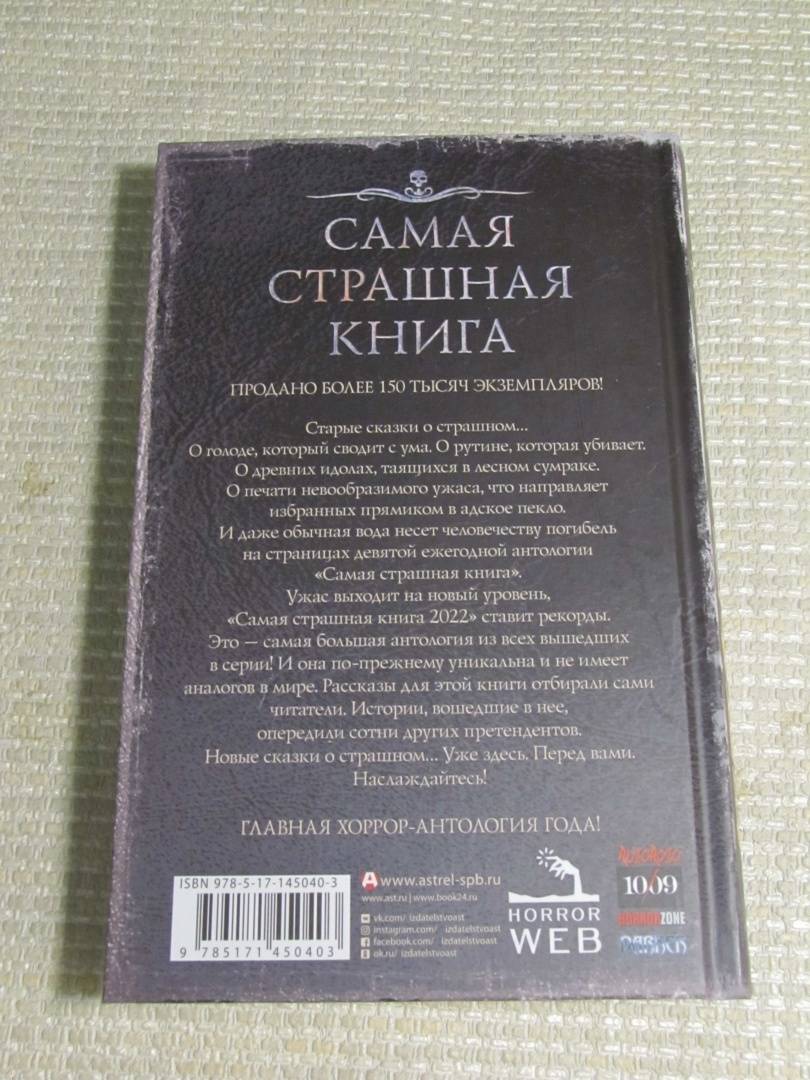 САМАЯ
СТРАШНАЯ
КНИГА
ПРОДАНО БОЛЕЕ 150 ТЫСЯЧ ЭКЗЕМПЛЯРОВ!
Старые сказки о страшном...
О голоде, который сводит с ума. О рутине, которая убивает.
О древних идолах, таящихся в лесном сумраке.
О печати невообразимого ужаса, что направляет
избранных прямиком в адское пекло.
И даже обычная вода несет человечеству погибель
на страницах девятой ежегодной антологии
«Самая страшная книга».
Ужас выходит на новый уровень,
«Самая страшная книга 2022» ставит рекорды.
Это — самая большая антология из всех вышедших
в серии! И она по-прежнему уникальна и не имеет
аналогов в мире. Рассказы для этой книги отбирали сами
читатели. Истории, вошедшие в нее,
опередили сотни других претендентов.
Новые сказки о страшном... Уже здесь. Перед вами.
Наслаждайтесь!
ГЛАВНАЯ ХОРРОР-АНТОЛОГИЯ ГОДА!
ISBN 978-5-17-145040-3
9 785171 450403
www.astrel-spb.ru
www.ast.ru | www.book24.ru
vk.com/ izdatelstvoast
instagram.com/ izdatelstvoast
facebook.com/ izdatelstvoast
ok.ru/ izdatelstvoast
HORROR
WEB
RUSSOROSSO
10/09
HORRORZONE
DARKER